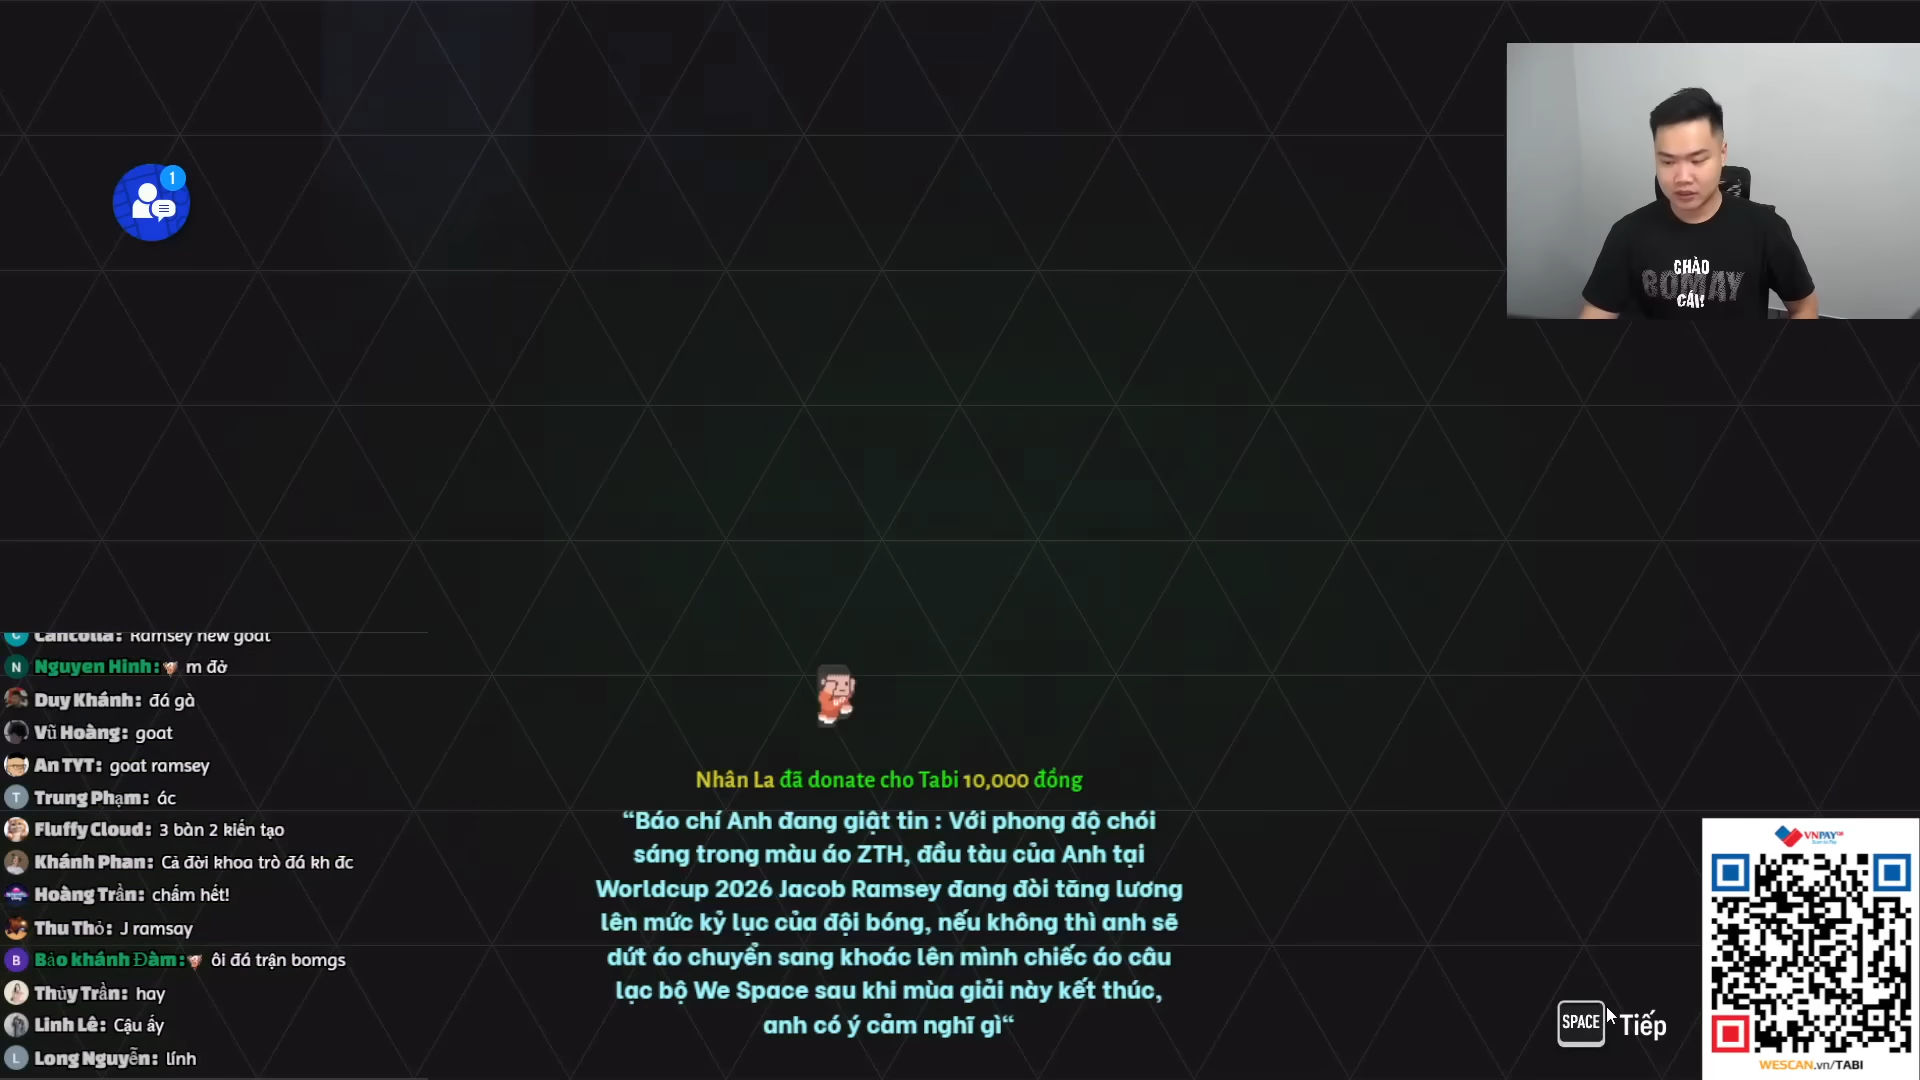 1
CHÀO
BOMAY
CÁI!
Cancolla: Ramsey new goat
N Nguyen Hinh: m đở
Duy Khánh: đá gà
Vũ Hoàng: goat
An TYT: goat ramsey
T Trung Phạm: ác
Fluffy Cloud: 3 bàn 2 kiến tạo
Khánh Phan: Cả đời khoa trò đá kh đc
Hoàng Trần: chấm hết!
Thu Thỏ: J ramsay
B Bảo khánh Đàm: ôi đá trận bomgs
Thủy Trần: hay
Linh Lê: Cậu ấy
L Long Nguyễn: lính
Nhân La đã donate cho Tabi 10,000 đồng
“Báo chí Anh đang giật tin : Với phong độ chói
sáng trong màu áo ZTH, đầu tàu của Anh tại
Worldcup 2026 Jacob Ramsey đang đòi tăng lương
lên mức kỷ lục của đội bóng, nếu không thì anh sẽ
dứt áo chuyển sang khoác lên mình chiếc áo câu
lạc bộ We Space sau khi mùa giải này kết thúc,
anh có ý cảm nghĩ gì“
SPACE Tiếp
VNPAY
WESCAN.vn/TABI